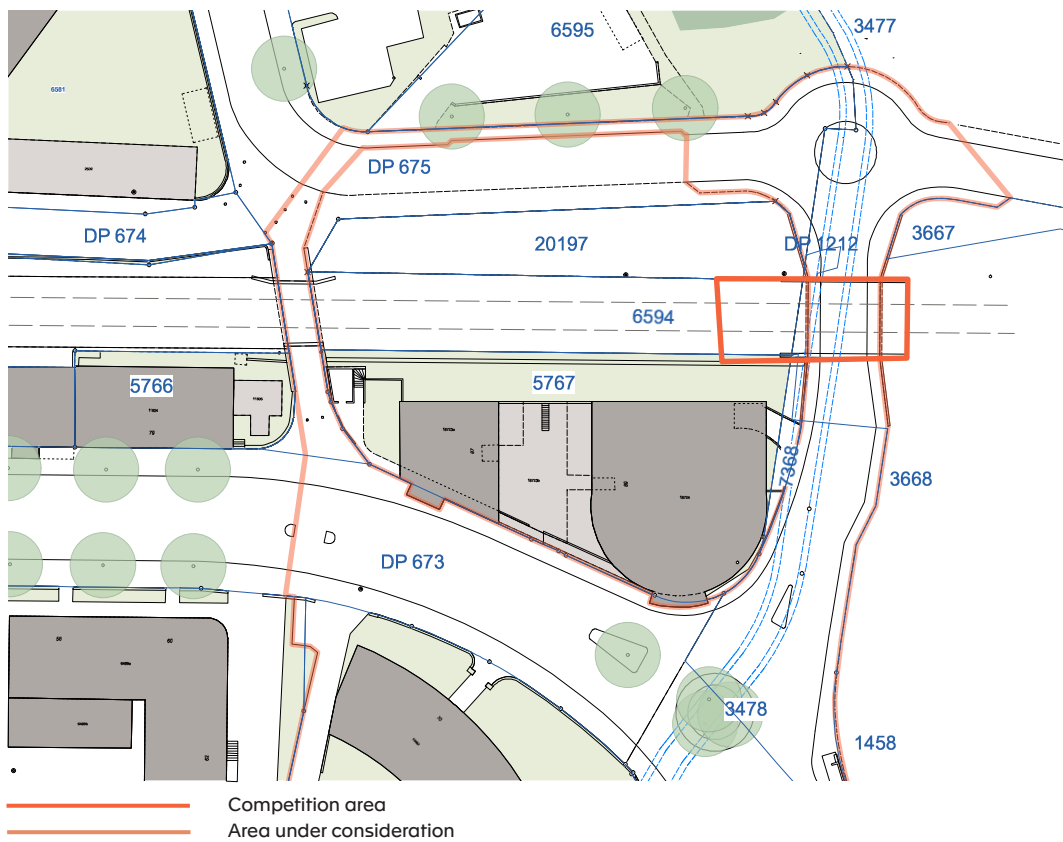 3477
6595
6581
DP 675
DP 674
3667
DP 1212
20197
6594
5766
5767
7368
3668
DP 673
3478
1458
Competition area
Area under consideration